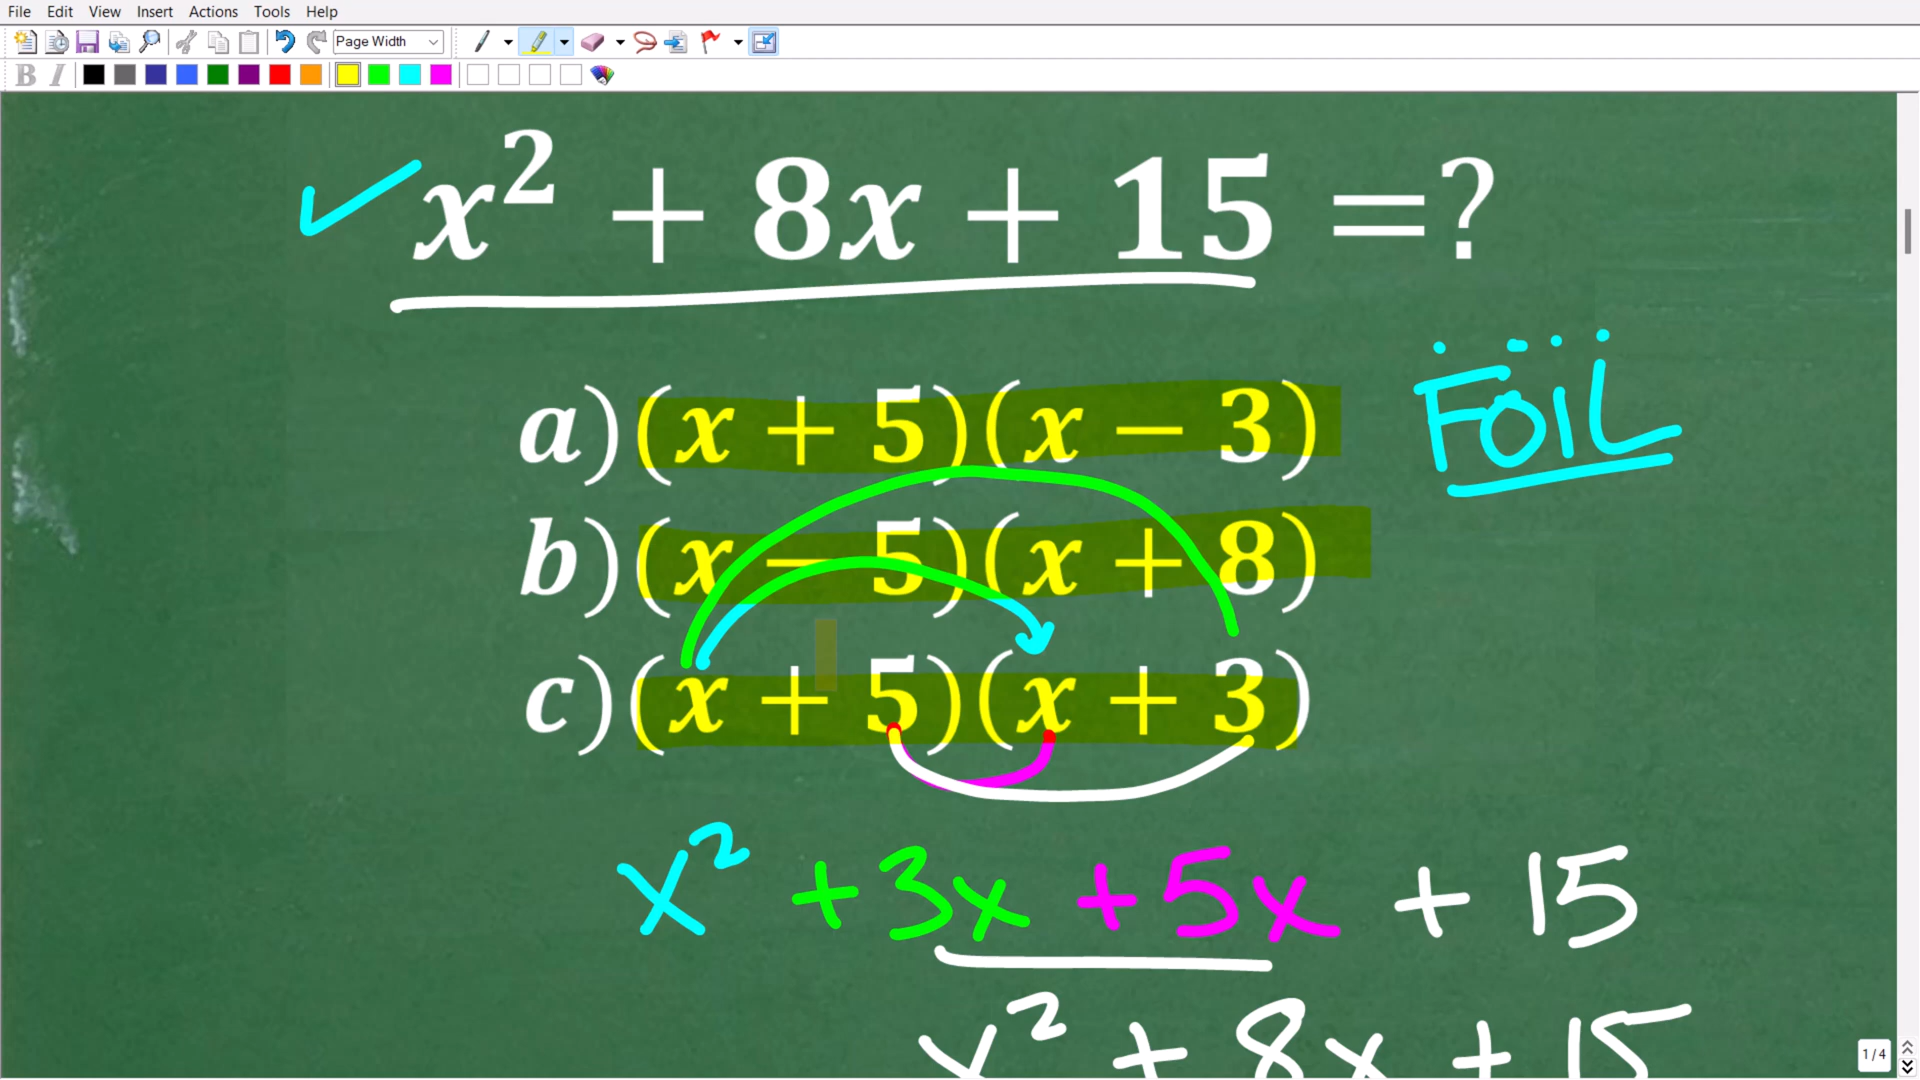 File Edit View Insert Actions Tools Help
Page Width
B I
x² + 8x + 15 =?
FOIL
a) (x + 5)(x − 3)
b) (x − 5)(x + 8)
c) (x + 5)(x + 3)
x² +3x +5x + 15
x² + 8x + 15
1 / 4